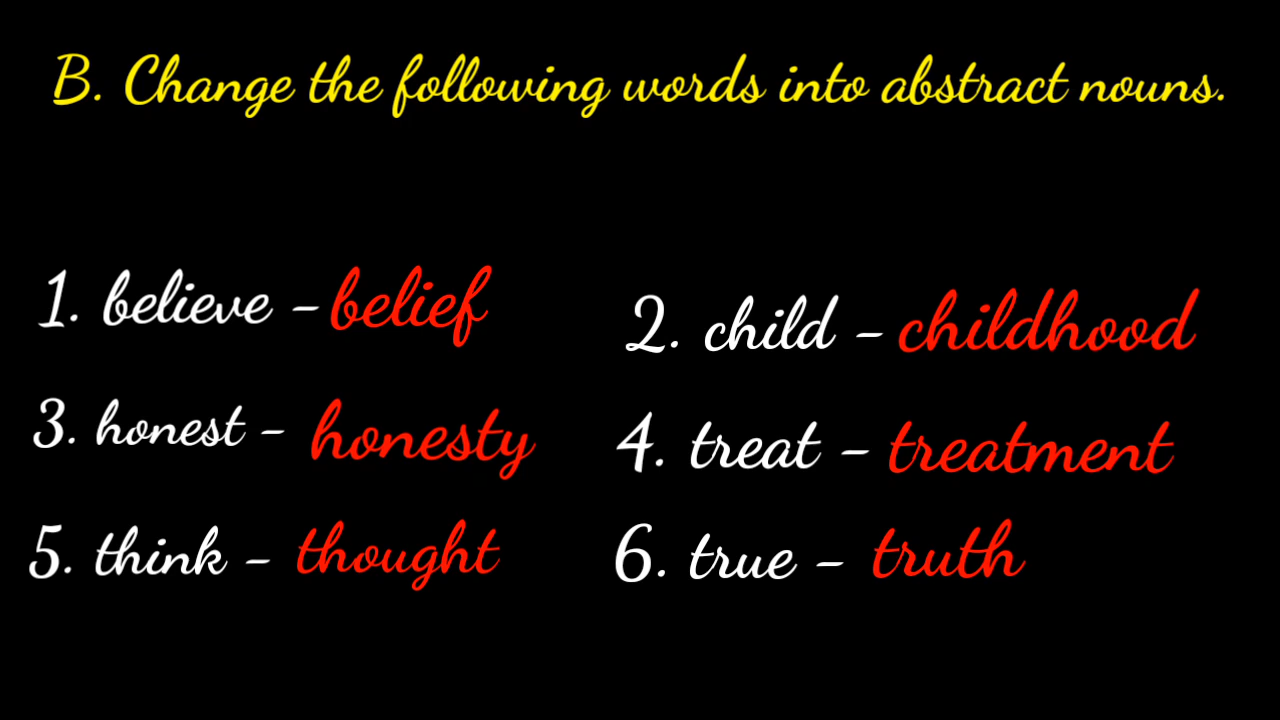 B. Change the following words into abstract nouns.
1. believe - belief
2. child - childhood
3. honest - honesty
4. treat - treatment
5. think - thought
6. true - truth